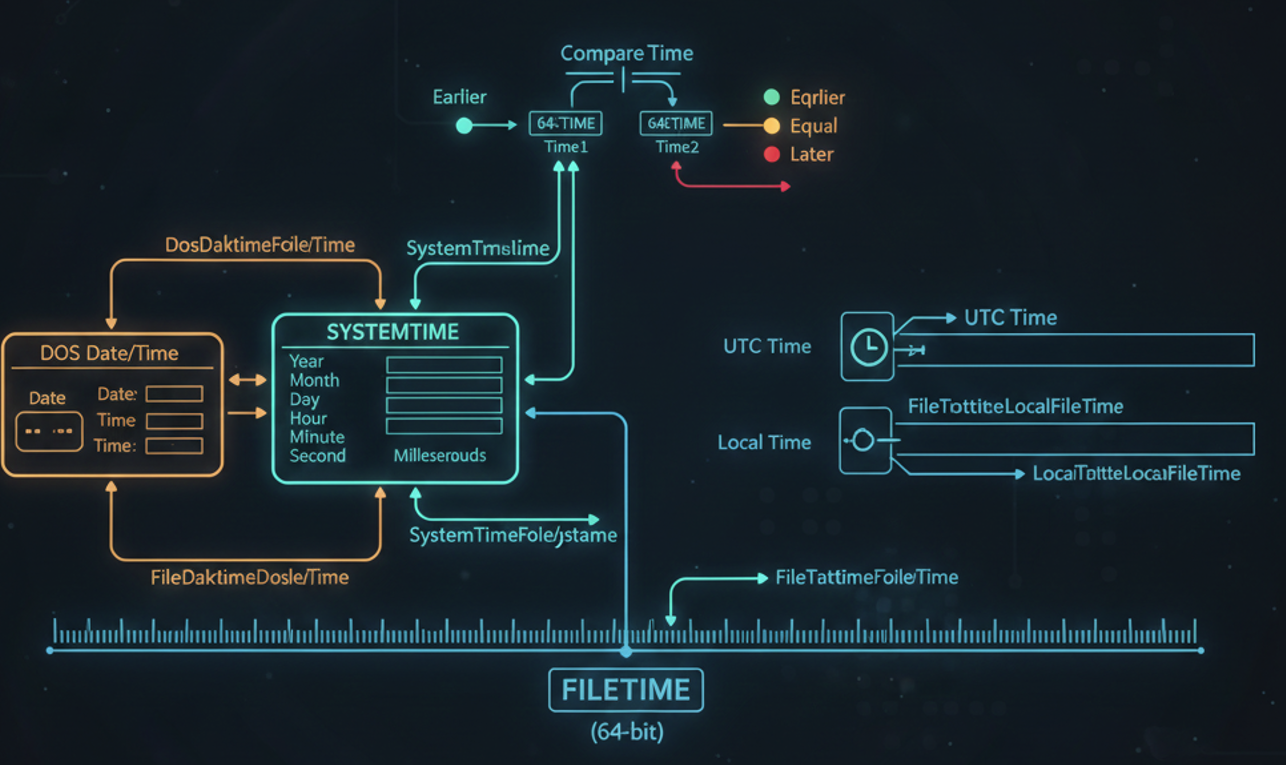 Compare Time
Earlier
64-TIME
64ETIME
Time1
Time2
Eqrlier
Equal
Later
DosDaktimeFoile/Time
SystemTmslime
DOS Date/Time
Date
Date:
Time
Time:
SYSTEMTIME
Year
Month
Day
Hour
Minute
Second
Milleserouds
UTC Time
UTC Time
FileTottiteLocalFileTime
Local Time
LocalTottteLocalFileTime
SystemTimeFole/jstame
FileDaktimeDosle/Time
FileTattimeFoile/Time
FILETIME
(64-bit)